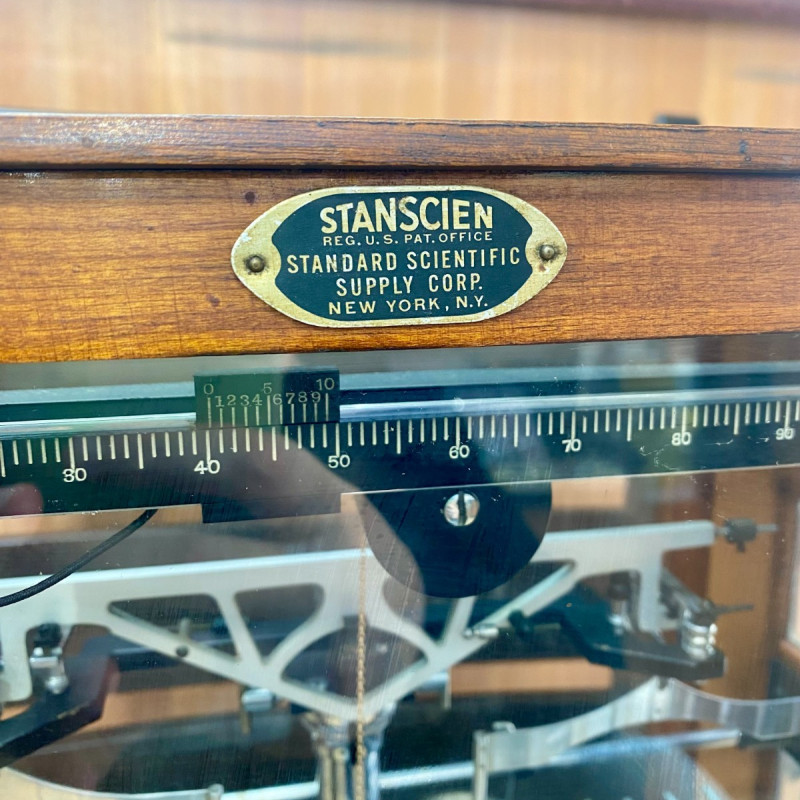 STANSCIEN
REG. U.S. PAT. OFFICE
STANDARD SCIENTIFIC
SUPPLY CORP.
NEW YORK, N.Y.
0 5 10
1 2 3 4 6 7 8 9
30 40 50 60 70 80 90